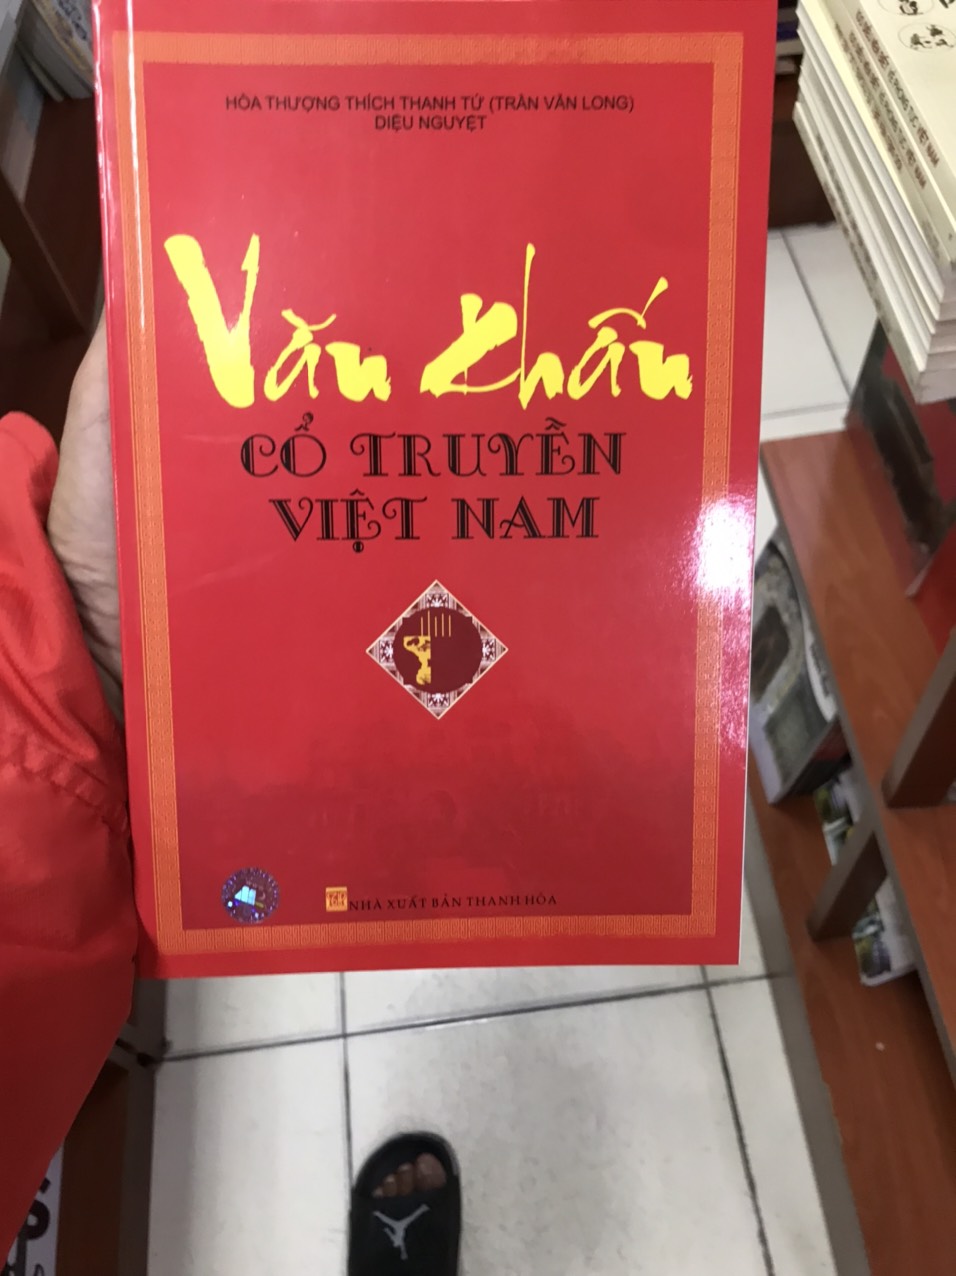 HÒA THƯỢNG THÍCH THANH TỨ (TRẦN VĂN LONG)
DIỆU NGUYỆT
Văn khấn
CỔ TRUYỀN
VIỆT NAM
NHÀ XUẤT BẢN THANH HÓA